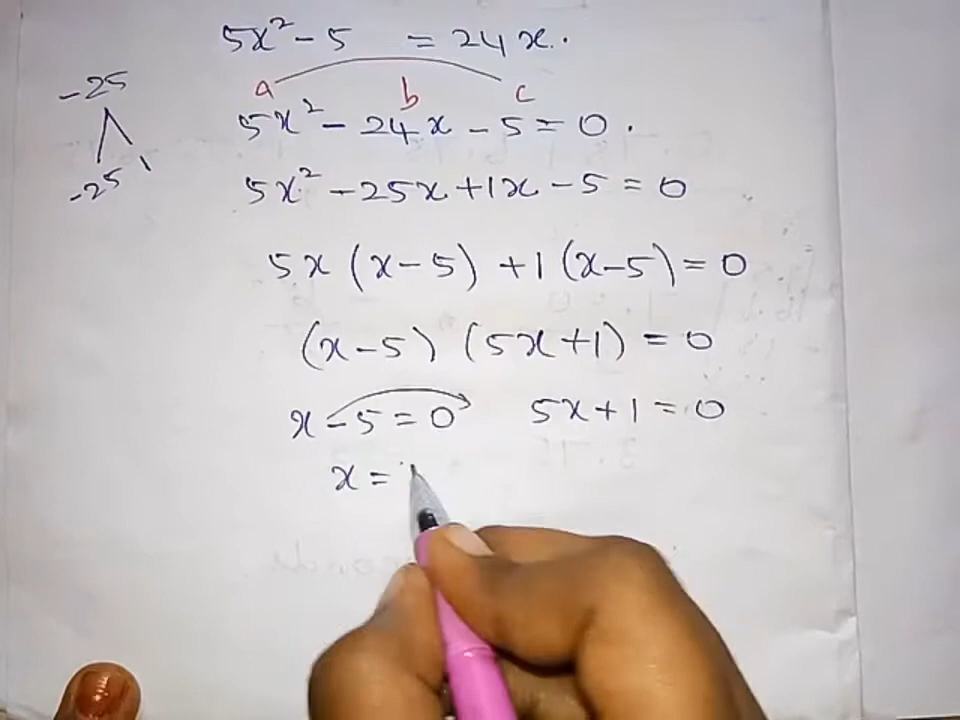 5x² - 5 = 24x.
a b c
-25
5x² - 24x - 5 = 0.
-25 1
5x² - 25x + 1x - 5 = 0
5x (x - 5) + 1 (x - 5) = 0
(x - 5) (5x + 1) = 0
x - 5 = 0 5x + 1 = 0
x =